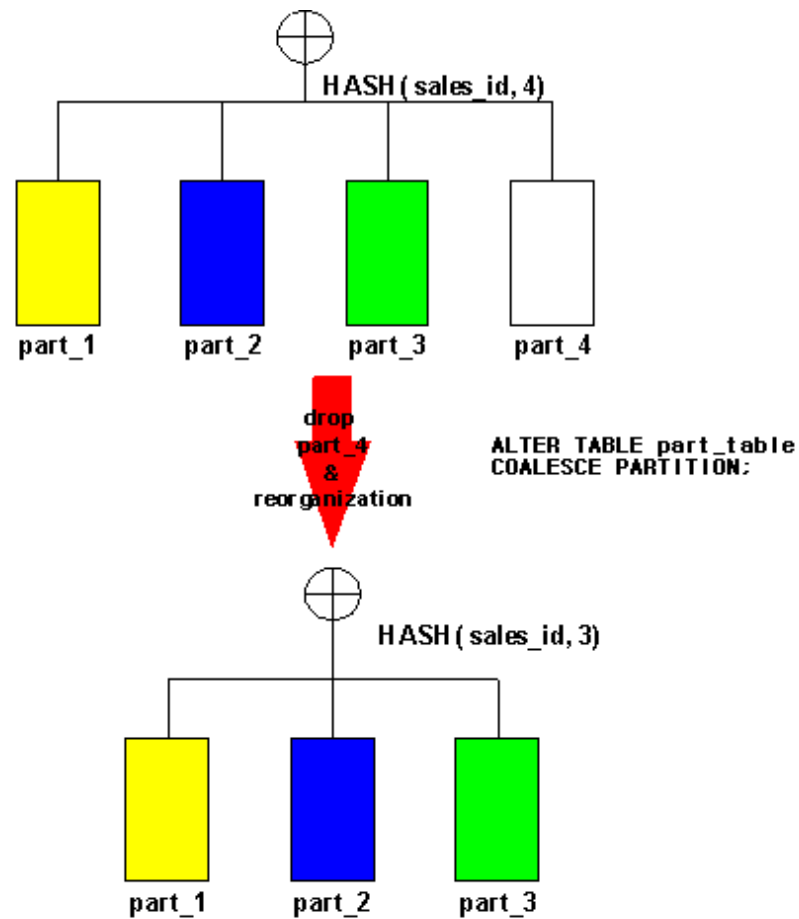 HASH(sales_id, 4)
part_1 part_2 part_3 part_4
drop
part_4
&
reorganization
ALTER TABLE part_table
COALESCE PARTITION;
HASH(sales_id, 3)
part_1 part_2 part_3